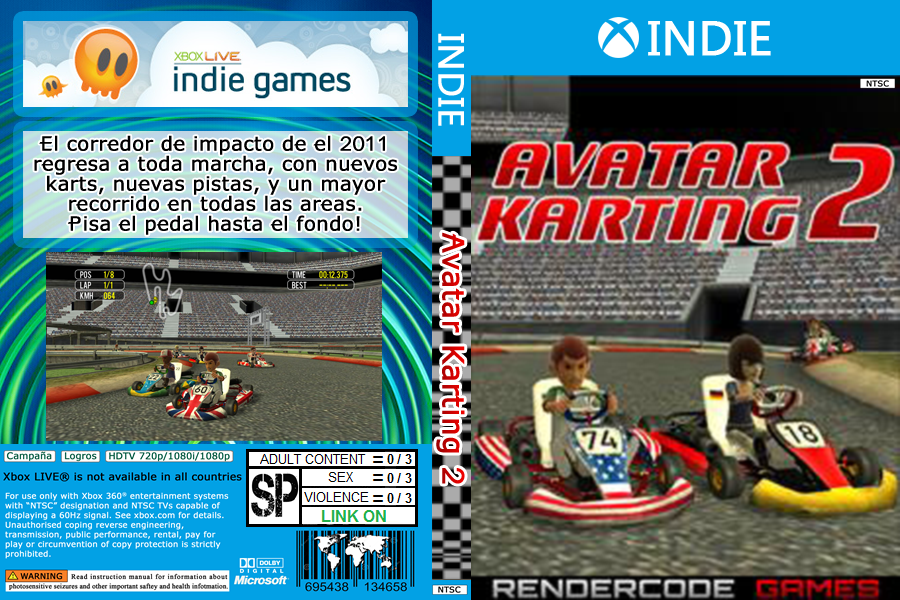 XBOX LIVE
indie games
El corredor de impacto de el 2011
regresa a toda marcha, con nuevos
karts, nuevas pistas, y un mayor
recorrido en todas las areas.
Pisa el pedal hasta el fondo!
POS 1/8
LAP 1/1
KMH 064
TIME 00:12.375
BEST --:--.---
60
Campaña Logros HDTV 720p/1080i/1080p
Xbox LIVE® is not available in all countries
For use only with Xbox 360® entertainment systems
with "NTSC" designation and NTSC TVs capable of
displaying a 60Hz signal. See xbox.com for details.
Unauthorised coping reverse engineering,
transmission, public performance, rental, pay for
play or circumvention of copy protection is strictly
prohibited.
WARNING Read instruction manual for information about
photosensitive seizures and other important saftey and health infotmation.
ADULT CONTENT = 0 / 3
SP
SEX = 0 / 3
VIOLENCE = 0 / 3
LINK ON
DOLBY
DIGITAL
Microsoft®
695438 134658
INDIE
Avatar Karting 2
NTSC
INDIE
NTSC
AVATAR
KARTING 2
74
18
RENDERCODE GAMES